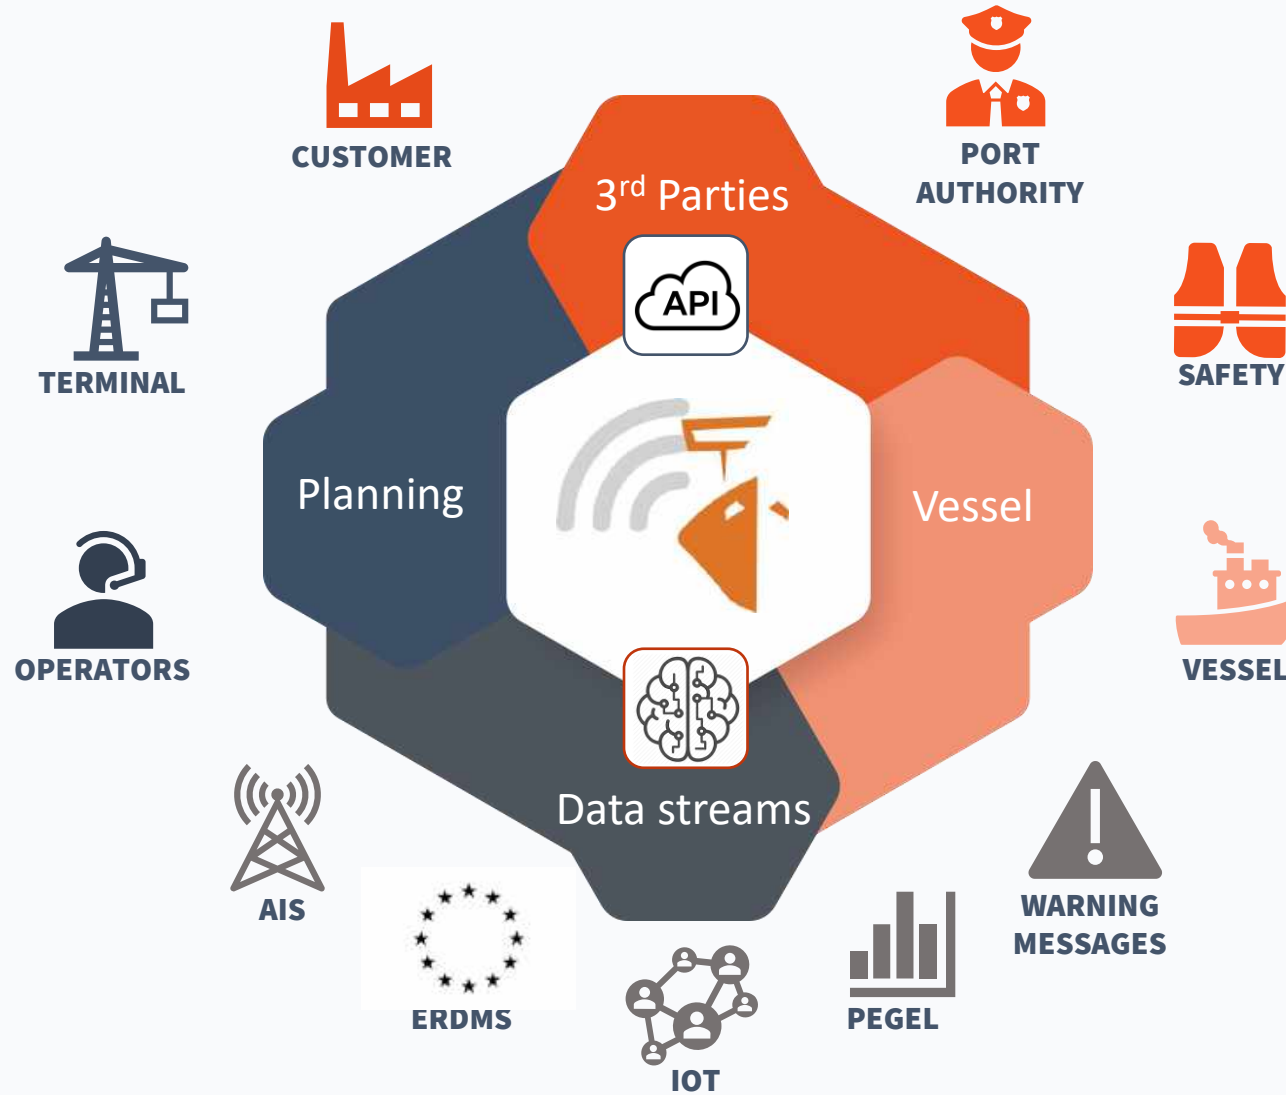 CUSTOMER
PORT
AUTHORITY
3rd Parties
API
TERMINAL
SAFETY
Planning
Vessel
OPERATORS
VESSEL
Data streams
AIS
WARNING
MESSAGES
ERDMS
PEGEL
IOT